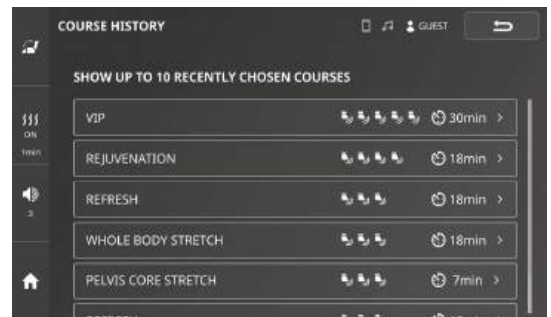 COURSE HISTORY
GUEST
SHOW UP TO 10 RECENTLY CHOSEN COURSES
ON
1min
3
VIP 30min >
REJUVENATION 18min >
REFRESH 18min >
WHOLE BODY STRETCH 18min >
PELVIS CORE STRETCH 7min >